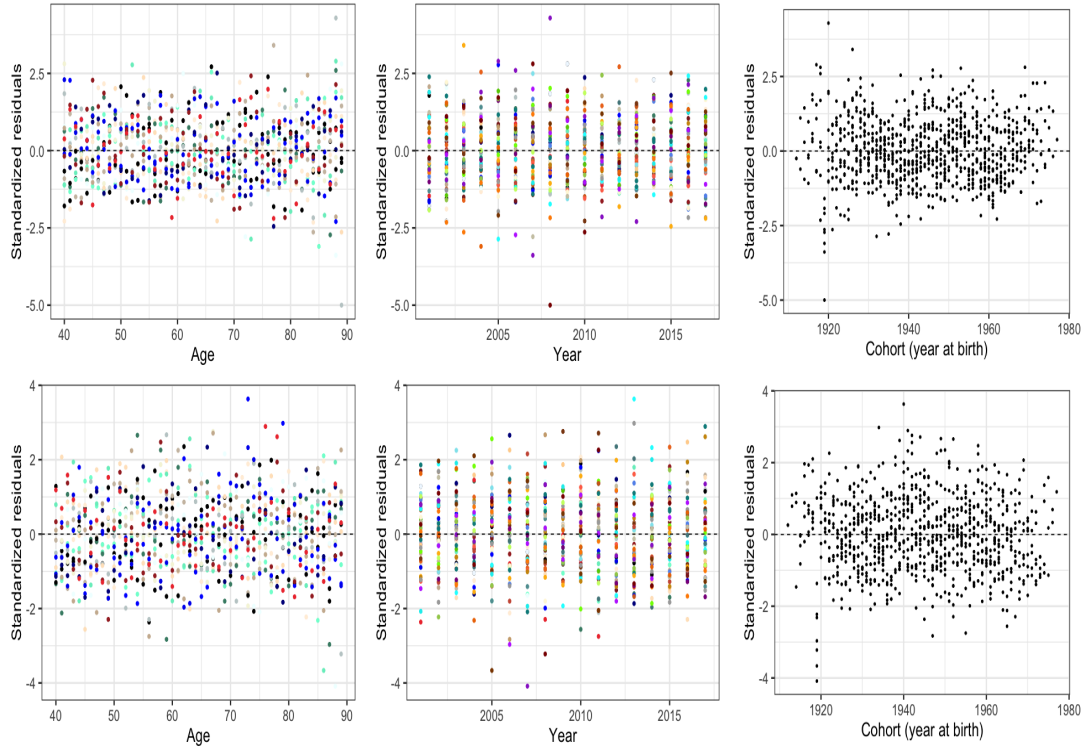 Standardized residuals
2.5
0.0
-2.5
-5.0
40 50 60 70 80 90
Age
Standardized residuals
2.5
0.0
-2.5
-5.0
2005 2010 2015
Year
Standardized residuals
2.5
0.0
-2.5
-5.0
1920 1940 1960 1980
Cohort (year at birth)
Standardized residuals
4
2
0
-2
-4
40 50 60 70 80 90
Age
Standardized residuals
4
2
0
-2
-4
2005 2010 2015
Year
Standardized residuals
4
2
0
-2
-4
1920 1940 1960 1980
Cohort (year at birth)